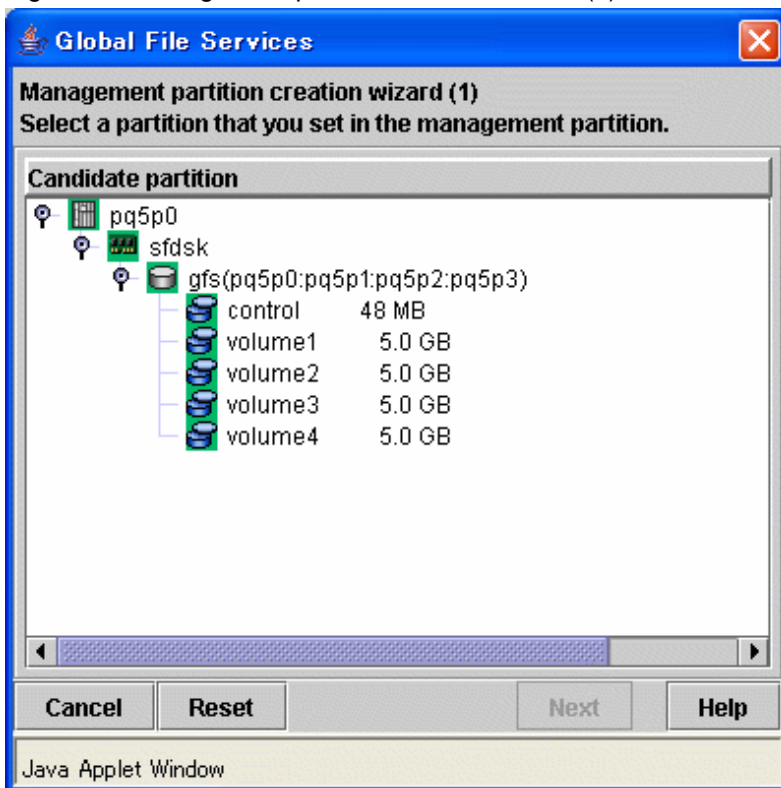 Global File Services
Management partition creation wizard (1)
Select a partition that you set in the management partition.
Candidate partition
pq5p0
sfdsk
gfs(pq5p0:pq5p1:pq5p2:pq5p3)
control 48 MB
volume1 5.0 GB
volume2 5.0 GB
volume3 5.0 GB
volume4 5.0 GB
Cancel Reset Next Help
Java Applet Window